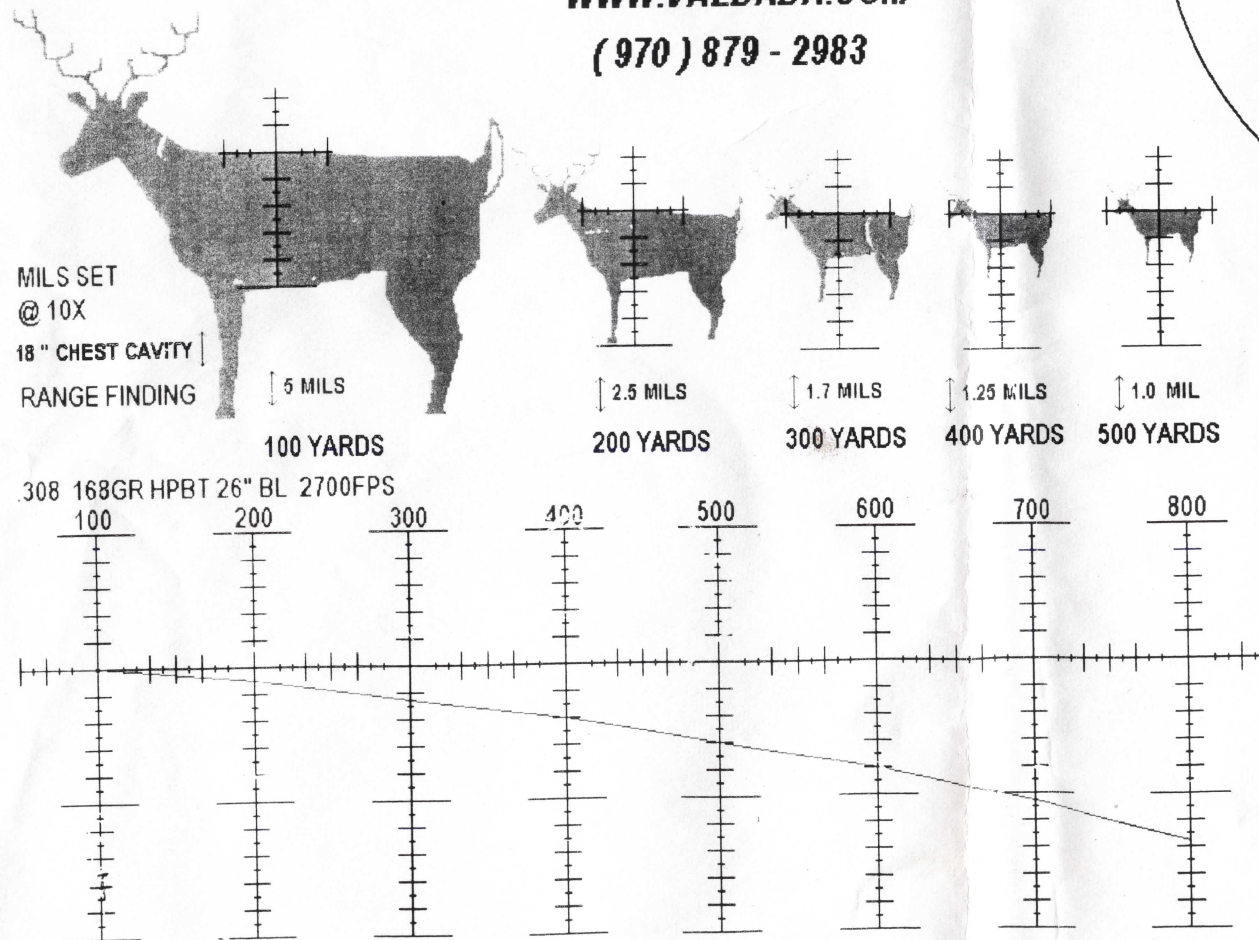 ( 970 ) 879 - 2983
MILS SET
@ 10X
18 " CHEST CAVITY
RANGE FINDING
5 MILS
2.5 MILS
1.7 MILS
1.25 MILS
1.0 MIL
100 YARDS
200 YARDS
300 YARDS
400 YARDS
500 YARDS
.308 168GR HPBT 26" BL 2700FPS
100 200 300 400 500 600 700 800